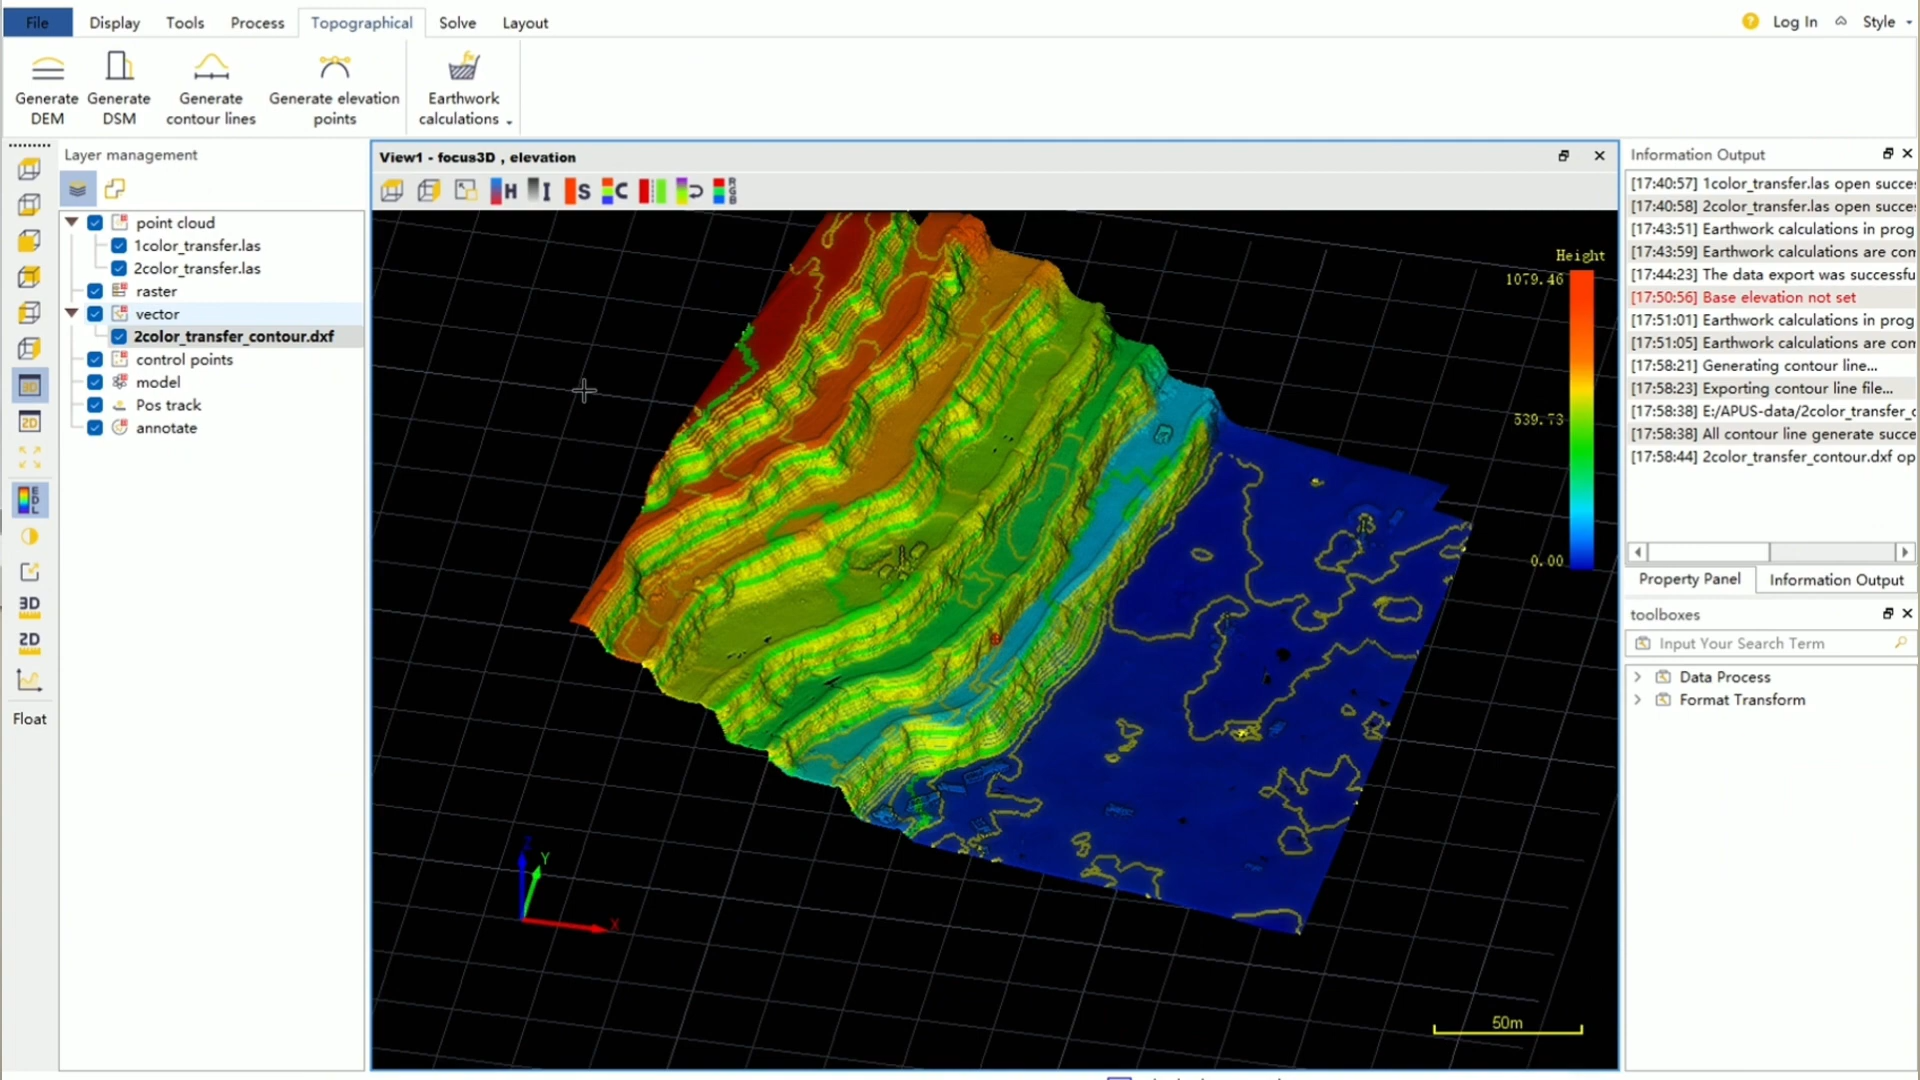 File Display Tools Process Topographical Solve Layout
Log In Style
Generate DEM
Generate DSM
Generate contour lines
Generate elevation points
Earthwork calculations
Layer management
point cloud
1color_transfer.las
2color_transfer.las
raster
vector
2color_transfer_contour.dxf
control points
model
Pos track
annotate
3D
2D
EDL
3D
2D
Float
View1 - focus3D , elevation
H I S C RGB
Height
1079.46
539.73
0.00
Z
Y
X
50m
Information Output
[17:40:57] 1color_transfer.las open succe
[17:40:58] 2color_transfer.las open succe
[17:43:51] Earthwork calculations in prog
[17:43:59] Earthwork calculations are con
[17:44:23] The data export was successfu
[17:50:56] Base elevation not set
[17:51:01] Earthwork calculations in prog
[17:51:05] Earthwork calculations are com
[17:58:21] Generating contour line...
[17:58:23] Exporting contour line file...
[17:58:38] E:/APUS-data/2color_transfer_c
[17:58:38] All contour line generate succe
[17:58:44] 2color_transfer_contour.dxf op
Property Panel Information Output
toolboxes
Input Your Search Term
Data Process
Format Transform